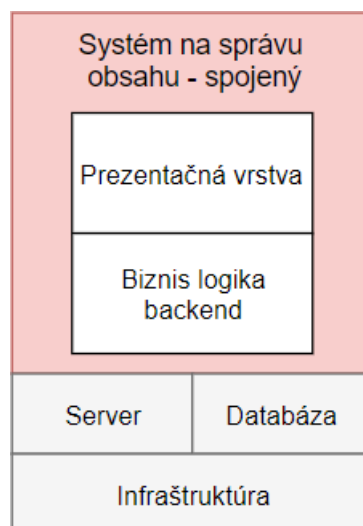 Systém na správu
obsahu - spojený
Prezentačná vrstva
Biznis logika
backend
Server
Databáza
Infraštruktúra